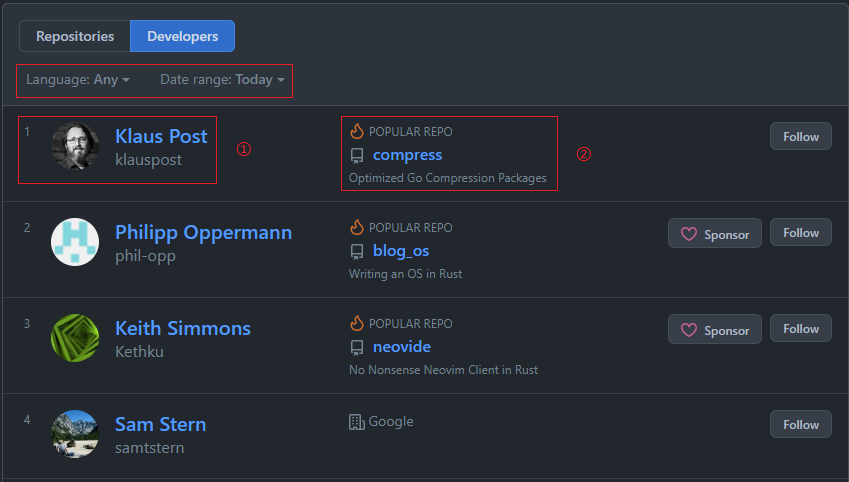 Repositories Developers
Language: Any Date range: Today
1 Klaus Post ① POPULAR REPO ② Follow
klauspost compress
Optimized Go Compression Packages
2 Philipp Oppermann POPULAR REPO Sponsor Follow
phil-opp blog_os
Writing an OS in Rust
3 Keith Simmons POPULAR REPO Sponsor Follow
Kethku neovide
No Nonsense Neovim Client in Rust
4 Sam Stern Google Follow
samtstern